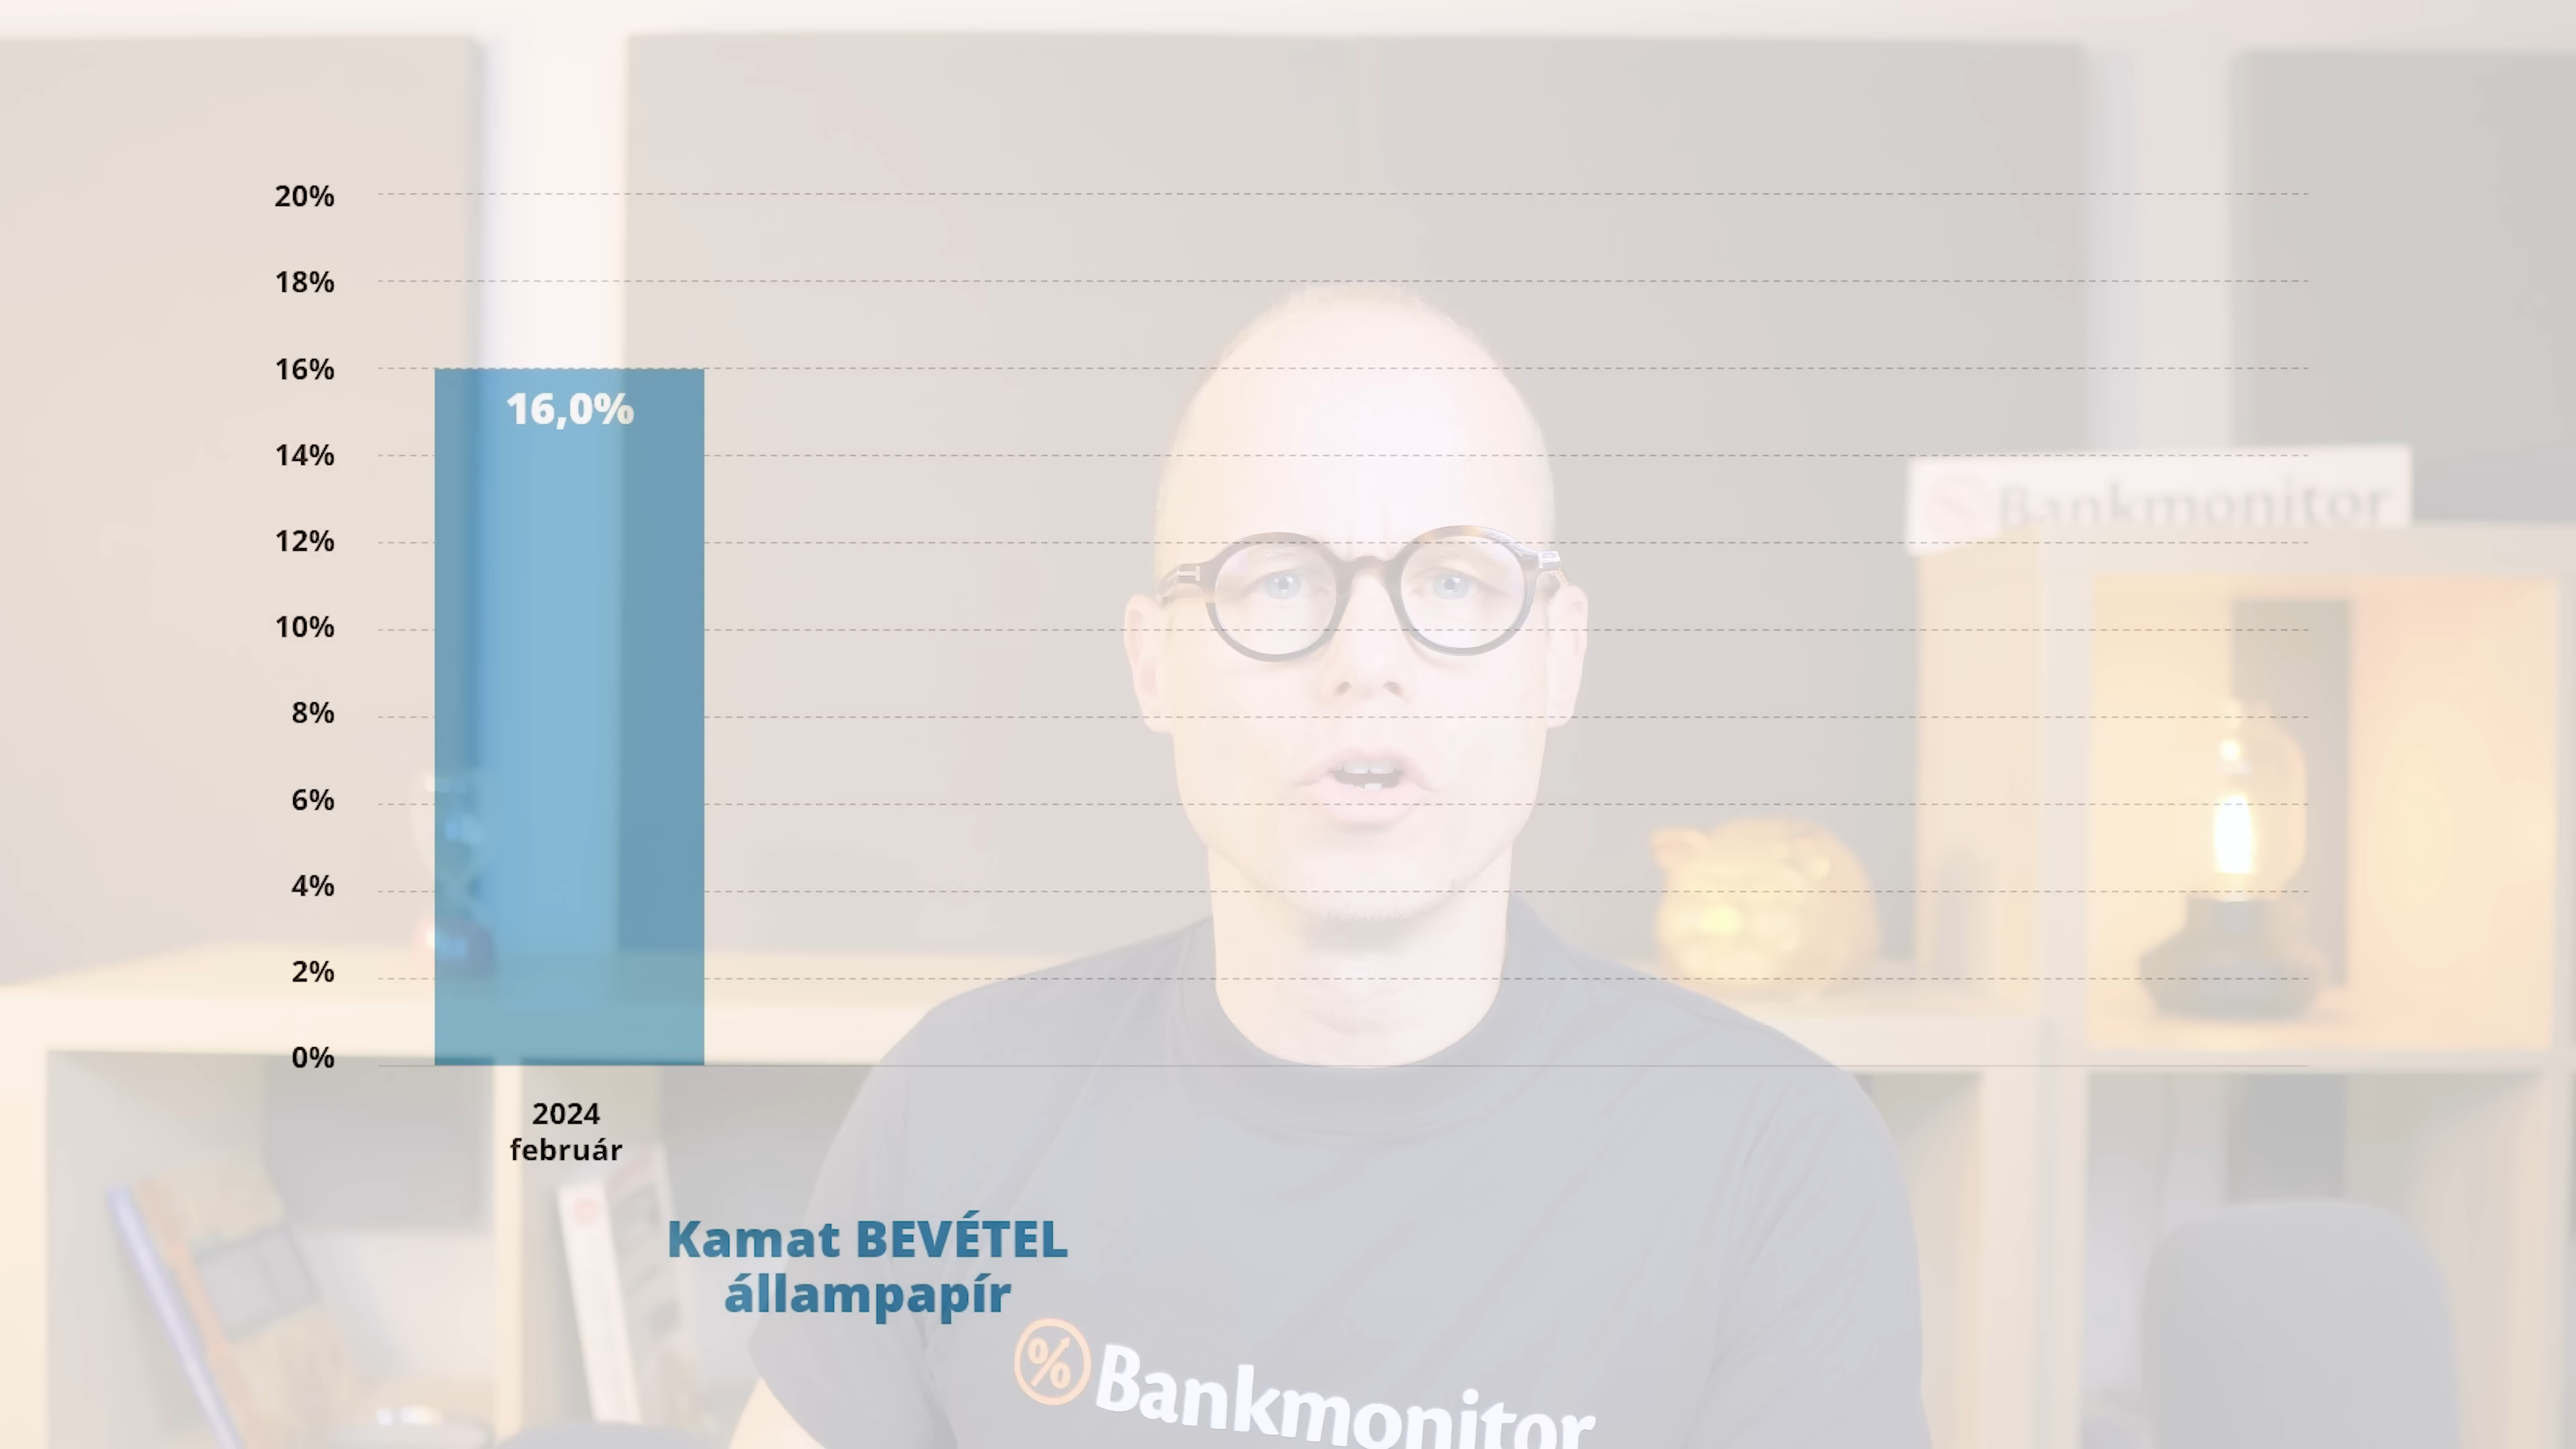 20%
18%
16%
16,0%
14%
Bankmonitor
12%
10%
8%
6%
4%
2%
0%
2024
február
Kamat BEVÉTEL
állampapír
% Bankmonitor